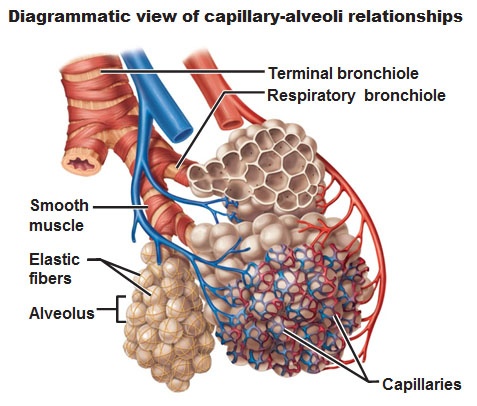 Diagrammatic view of capillary-alveoli relationships
Terminal bronchiole
Respiratory bronchiole
Smooth
muscle
Elastic
fibers
Alveolus
Capillaries